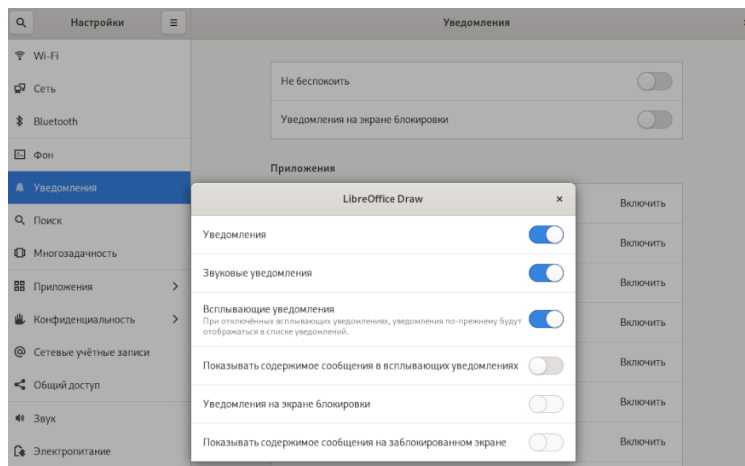 Настройки
Уведомления
Wi-Fi
Сеть
Bluetooth
Фон
Уведомления
Поиск
Многозадачность
Приложения
Конфиденциальность
Сетевые учётные записи
Общий доступ
Звук
Электропитание
Не беспокоить
Уведомления на экране блокировки
Приложения
Включить
Включить
Включить
Включить
Включить
Включить
Включить
LibreOffice Draw
Уведомления
Звуковые уведомления
Всплывающие уведомления
При отключённых всплывающих уведомлениях, уведомления по-прежнему будут
отображаться в списке уведомлений.
Показывать содержимое сообщения в всплывающих уведомлениях
Уведомления на экране блокировки
Показывать содержимое сообщения на заблокированном экране